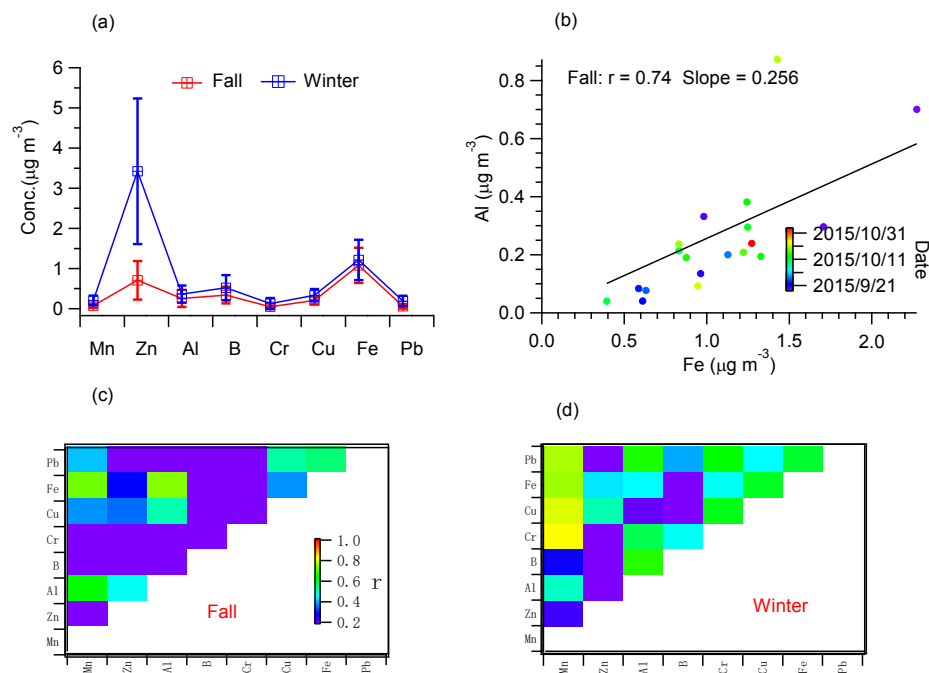 (a)
Fall
Winter
Conc.(μg m-3)
6
5
4
3
2
1
0
Mn Zn Al B Cr Cu Fe Pb
(b)
Fall: r = 0.74 Slope = 0.256
Al (μg m-3)
0.8
0.6
0.4
0.2
0.0
2015/10/31
2015/10/11
2015/9/21
Date
0.0 0.5 1.0 1.5 2.0
Fe (μg m-3)
(c)
Pb
Fe
Cu
Cr
B
Al
Zn
Mn
1.0
0.8
0.6
0.4
0.2
r
Fall
Mn Zn Al B Cr Cu Fe Pb
(d)
Pb
Fe
Cu
Cr
B
Al
Zn
Mn
Winter
Mn Zn Al B Cr Cu Fe Pb